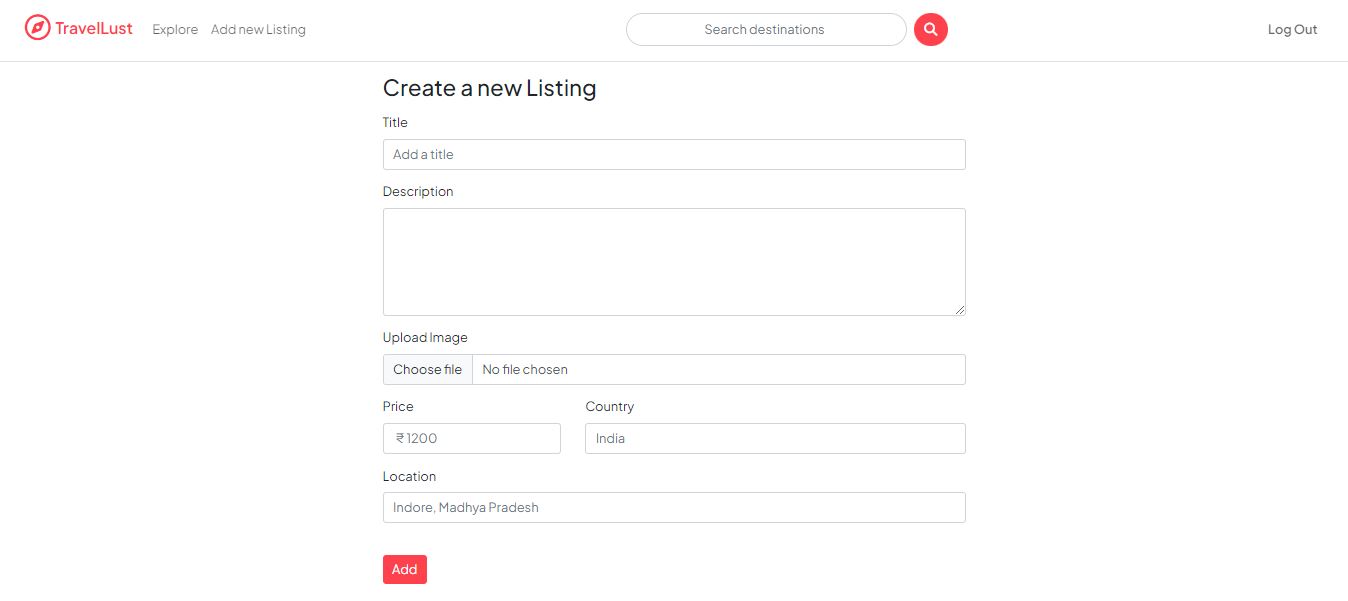 TravelLust Explore Add new Listing Search destinations Log Out
Create a new Listing
Title
Add a title
Description
Upload Image
Choose file No file chosen
Price Country
₹ 1200 India
Location
Indore, Madhya Pradesh
Add